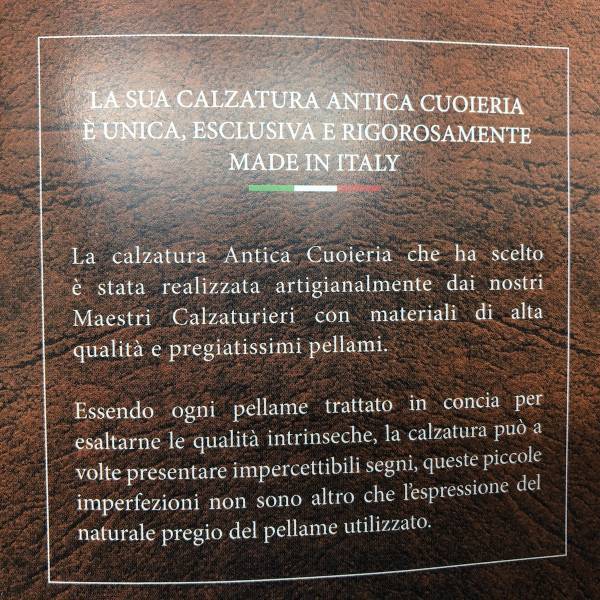 LA SUA CALZATURA ANTICA CUOIERIA
È UNICA, ESCLUSIVA E RIGOROSAMENTE
MADE IN ITALY
La calzatura Antica Cuoieria che ha scelto
è stata realizzata artigianalmente dai nostri
Maestri Calzaturieri con materiali di alta
qualità e pregiatissimi pellami.
Essendo ogni pellame trattato in concia per
esaltarne le qualità intrinseche, la calzatura può a
volte presentare impercettibili segni, queste piccole
imperfezioni non sono altro che l'espressione del
naturale pregio del pellame utilizzato.